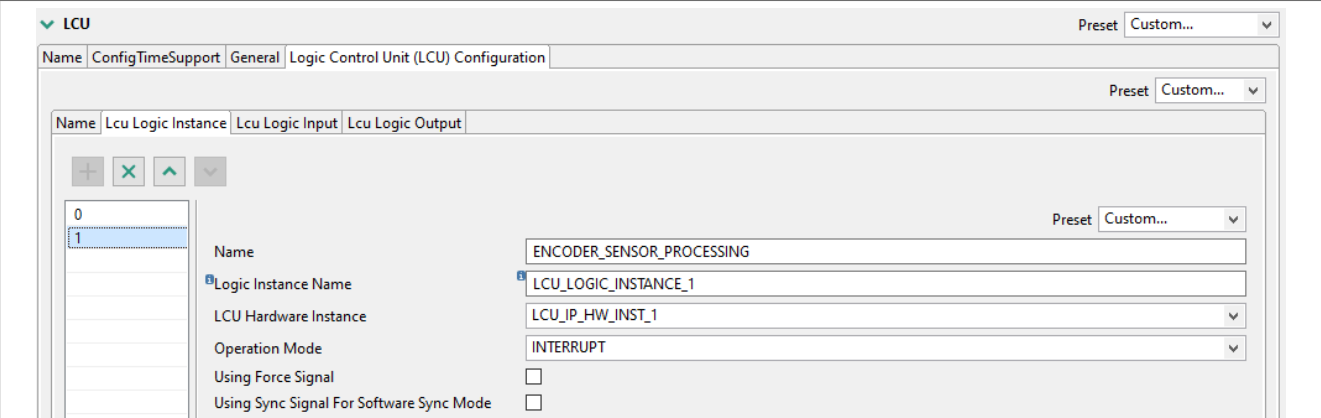 LCU Preset Custom...
Name ConfigTimeSupport General Logic Control Unit (LCU) Configuration
Preset Custom...
Name Lcu Logic Instance Lcu Logic Input Lcu Logic Output
0
Preset Custom...
1
Name ENCODER_SENSOR_PROCESSING
Logic Instance Name LCU_LOGIC_INSTANCE_1
LCU Hardware Instance LCU_IP_HW_INST_1
Operation Mode INTERRUPT
Using Force Signal
Using Sync Signal For Software Sync Mode